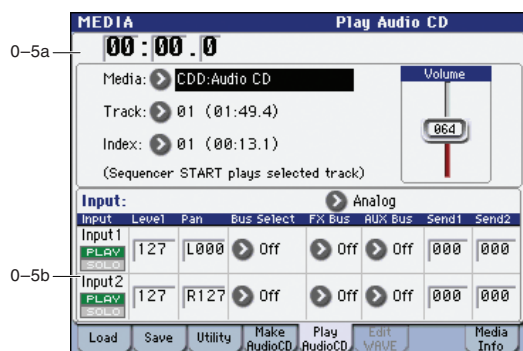 MEDIA Play Audio CD
0–5a
00:00.0
Media: CDD:Audio CD
Volume
Track: 01 (01:49.4)
064
Index: 01 (00:13.1)
(Sequencer START plays selected track)
Input: Analog
Input Level Pan Bus Select FX Bus AUX Bus Send1 Send2
Input1
PLAY 127 L000 Off Off Off 000 000
SOLO
0–5b
Input2
PLAY 127 R127 Off Off Off 000 000
SOLO
Load Save Utility Make AudioCD Play AudioCD Edit WAVE Media Info